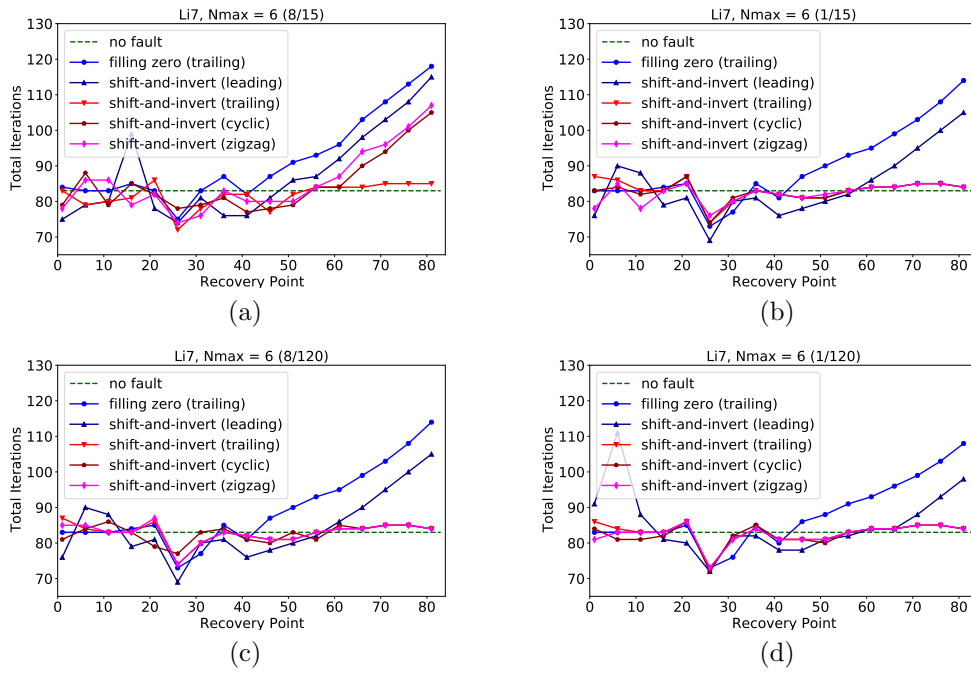 Li7, Nmax = 6 (8/15)
130
120
110
100
90
80
70
Total Iterations
no fault
filling zero (trailing)
shift-and-invert (leading)
shift-and-invert (trailing)
shift-and-invert (cyclic)
shift-and-invert (zigzag)
0 10 20 30 40 50 60 70 80
Recovery Point
(a)
Li7, Nmax = 6 (1/15)
130
120
110
100
90
80
70
Total Iterations
no fault
filling zero (trailing)
shift-and-invert (leading)
shift-and-invert (trailing)
shift-and-invert (cyclic)
shift-and-invert (zigzag)
0 10 20 30 40 50 60 70 80
Recovery Point
(b)
Li7, Nmax = 6 (8/120)
130
120
110
100
90
80
70
Total Iterations
no fault
filling zero (trailing)
shift-and-invert (leading)
shift-and-invert (trailing)
shift-and-invert (cyclic)
shift-and-invert (zigzag)
0 10 20 30 40 50 60 70 80
Recovery Point
(c)
Li7, Nmax = 6 (1/120)
130
120
110
100
90
80
70
Total Iterations
no fault
filling zero (trailing)
shift-and-invert (leading)
shift-and-invert (trailing)
shift-and-invert (cyclic)
shift-and-invert (zigzag)
0 10 20 30 40 50 60 70 80
Recovery Point
(d)